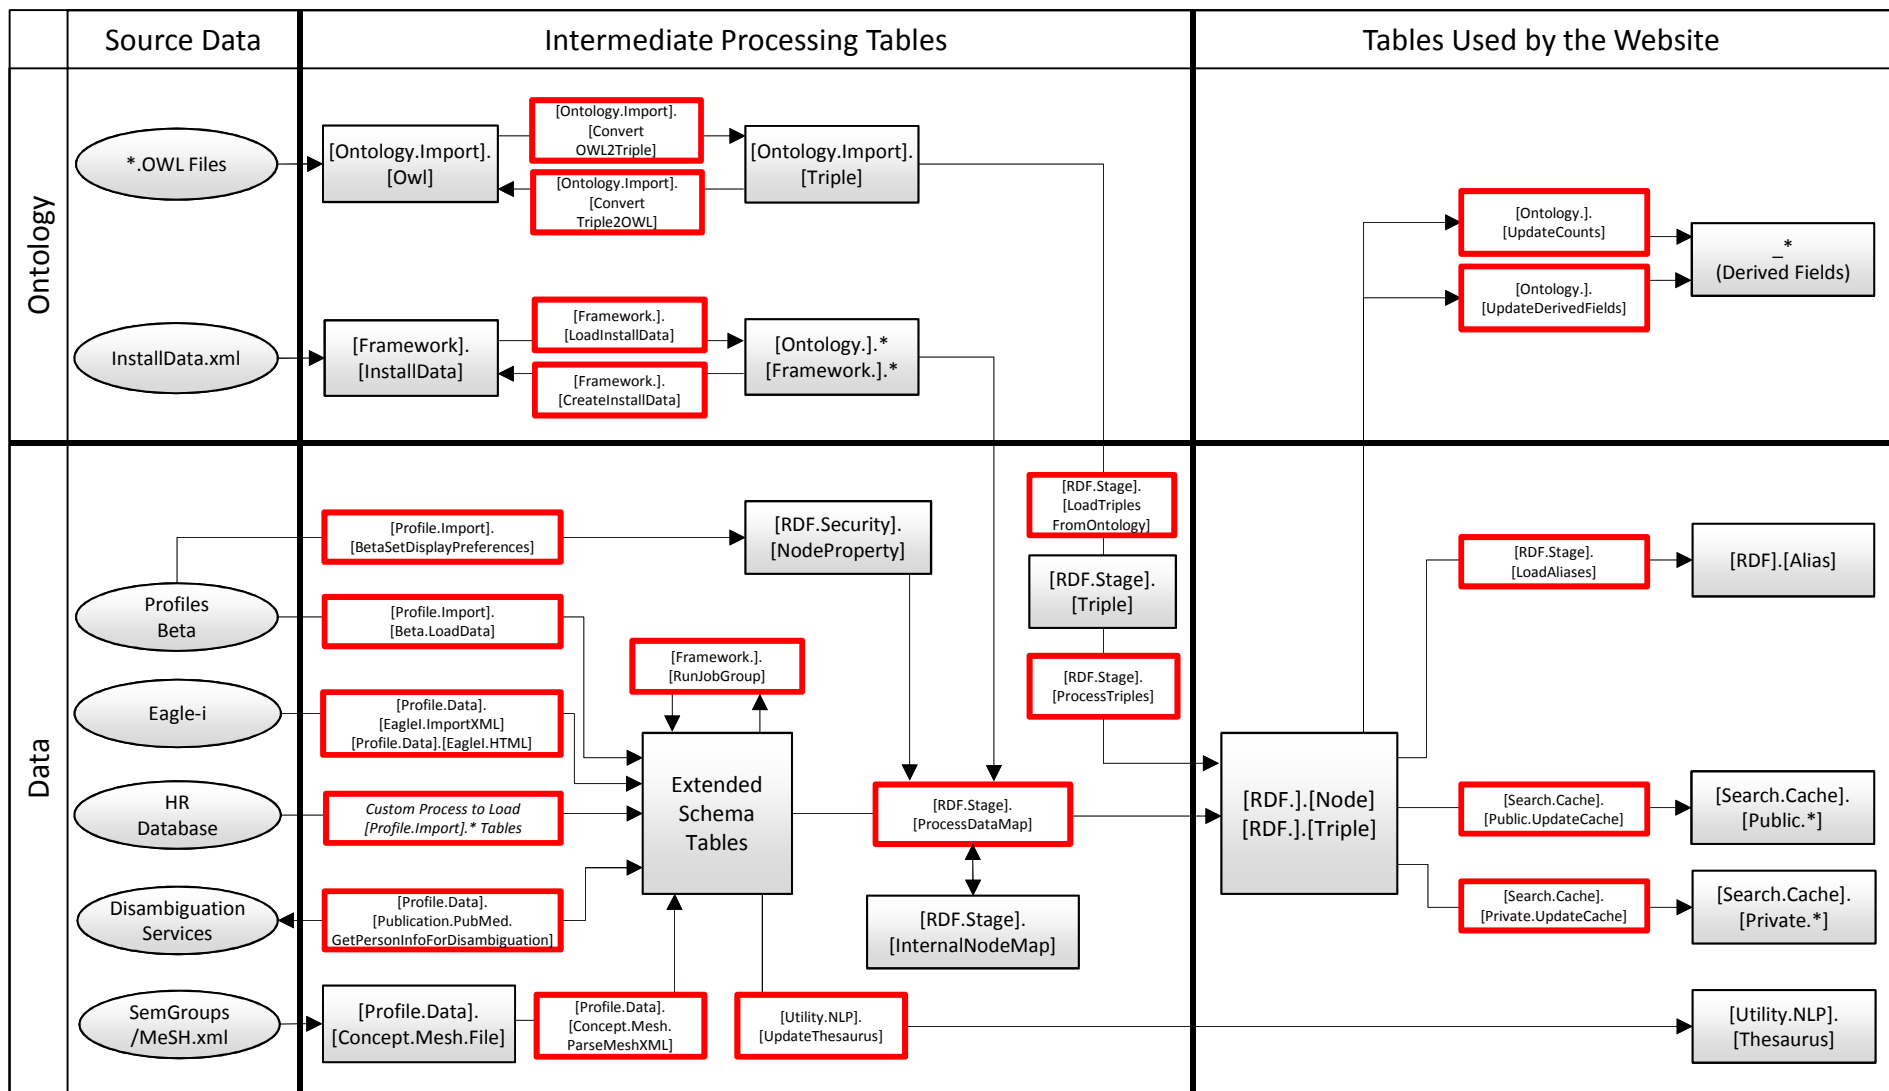 Source Data
Intermediate Processing Tables
Tables Used by the Website
Ontology
*.OWL Files
[Ontology.Import].
[Owl]
[Ontology.Import].
[Convert
OWL2Triple]
[Ontology.Import].
[Convert
Triple2OWL]
[Ontology.Import].
[Triple]
[Ontology.].
[UpdateCounts]
[Ontology.].
[UpdateDerivedFields]
_*
(Derived Fields)
InstallData.xml
[Framework].
[InstallData]
[Framework.].
[LoadInstallData]
[Framework.].
[CreateInstallData]
[Ontology.].*
[Framework.].*
Data
Profiles
Beta
[Profile.Import].
[BetaSetDisplayPreferences]
[RDF.Security].
[NodeProperty]
[Profile.Import].
[Beta.LoadData]
[Framework.].
[RunJobGroup]
[RDF.Stage].
[LoadTriples
FromOntology]
[RDF.Stage].
[Triple]
[RDF.Stage].
[ProcessTriples]
[RDF.Stage].
[LoadAliases]
[RDF].[Alias]
Eagle-i
[Profile.Data].
[EagleI.ImportXML]
[Profile.Data].[EagleI.HTML]
HR
Database
Custom Process to Load
[Profile.Import].* Tables
Extended
Schema
Tables
[RDF.Stage].
[ProcessDataMap]
[RDF.].[Node]
[RDF.].[Triple]
[Search.Cache].
[Public.UpdateCache]
[Search.Cache].
[Public.*]
Disambiguation
Services
[Profile.Data].
[Publication.PubMed.
GetPersonInfoForDisambiguation]
[RDF.Stage].
[InternalNodeMap]
[Search.Cache].
[Private.UpdateCache]
[Search.Cache].
[Private.*]
SemGroups
/MeSH.xml
[Profile.Data].
[Concept.Mesh.File]
[Profile.Data].
[Concept.Mesh.
ParseMeshXML]
[Utility.NLP].
[UpdateThesaurus]
[Utility.NLP].
[Thesaurus]